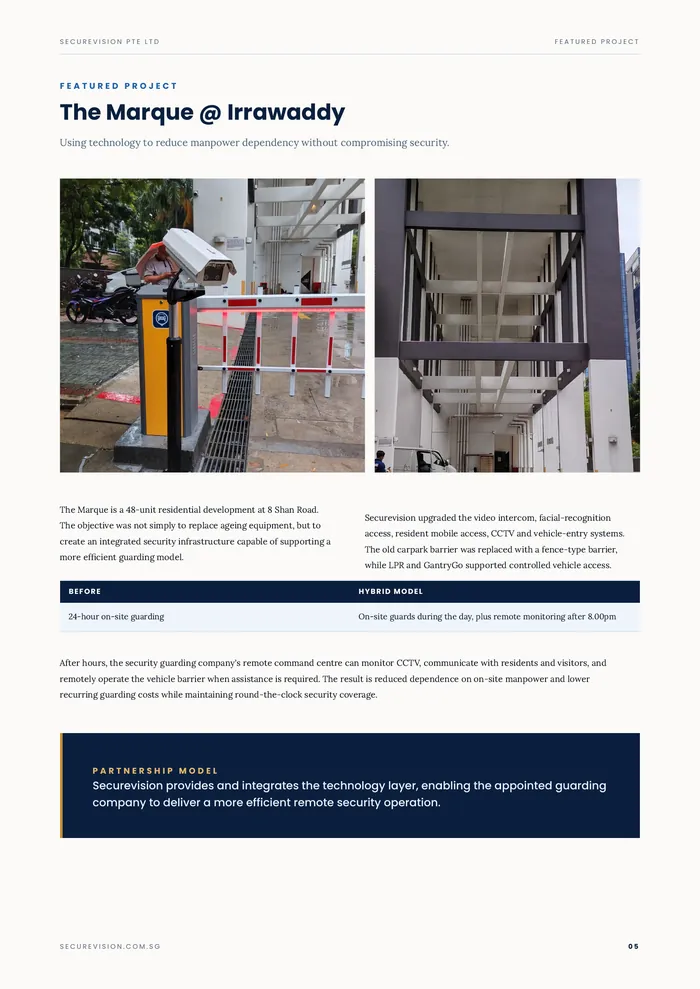 SECUREVISION PTE LTD
FEATURED PROJECT
FEATURED PROJECT
The Marque @ Irrawaddy
Using technology to reduce manpower dependency without compromising security.
The Marque is a 48-unit residential development at 8 Shan Road.
The objective was not simply to replace ageing equipment, but to
create an integrated security infrastructure capable of supporting a
more efficient guarding model.
Securevision upgraded the video intercom, facial-recognition
access, resident mobile access, CCTV and vehicle-entry systems.
The old carpark barrier was replaced with a fence-type barrier,
while LPR and GantryGo supported controlled vehicle access.
BEFORE
HYBRID MODEL
24-hour on-site guarding
On-site guards during the day, plus remote monitoring after 8.00pm
After hours, the security guarding company's remote command centre can monitor CCTV, communicate with residents and visitors, and
remotely operate the vehicle barrier when assistance is required. The result is reduced dependence on on-site manpower and lower
recurring guarding costs while maintaining round-the-clock security coverage.
PARTNERSHIP MODEL
Securevision provides and integrates the technology layer, enabling the appointed guarding
company to deliver a more efficient remote security operation.
SECUREVISION.COM.SG
05